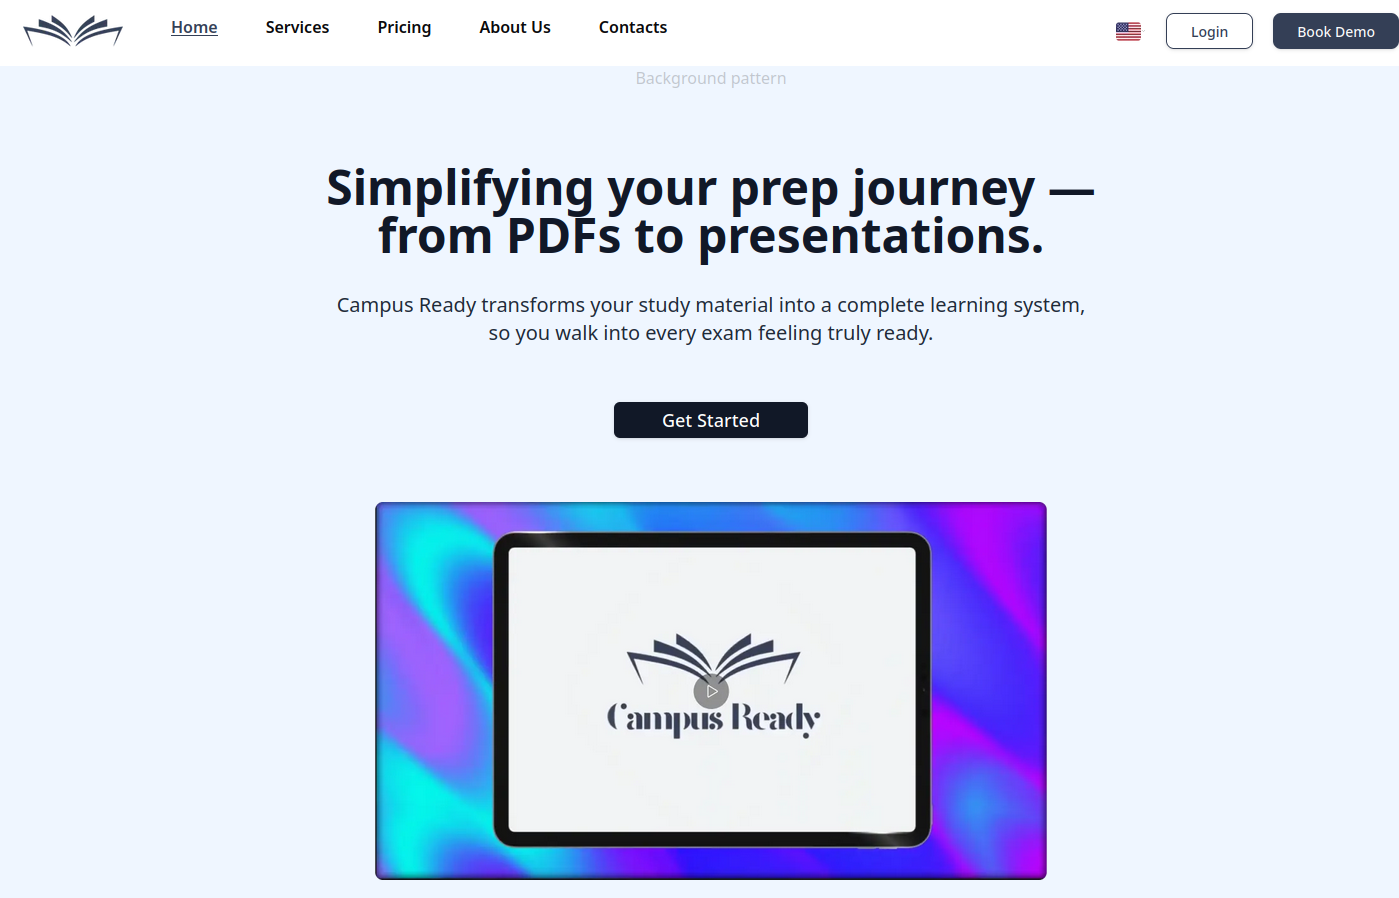 Home
Services
Pricing
About Us
Contacts
Login
Book Demo
Background pattern
Simplifying your prep journey —
from PDFs to presentations.
Campus Ready transforms your study material into a complete learning system,
so you walk into every exam feeling truly ready.
Get Started
Campus Ready